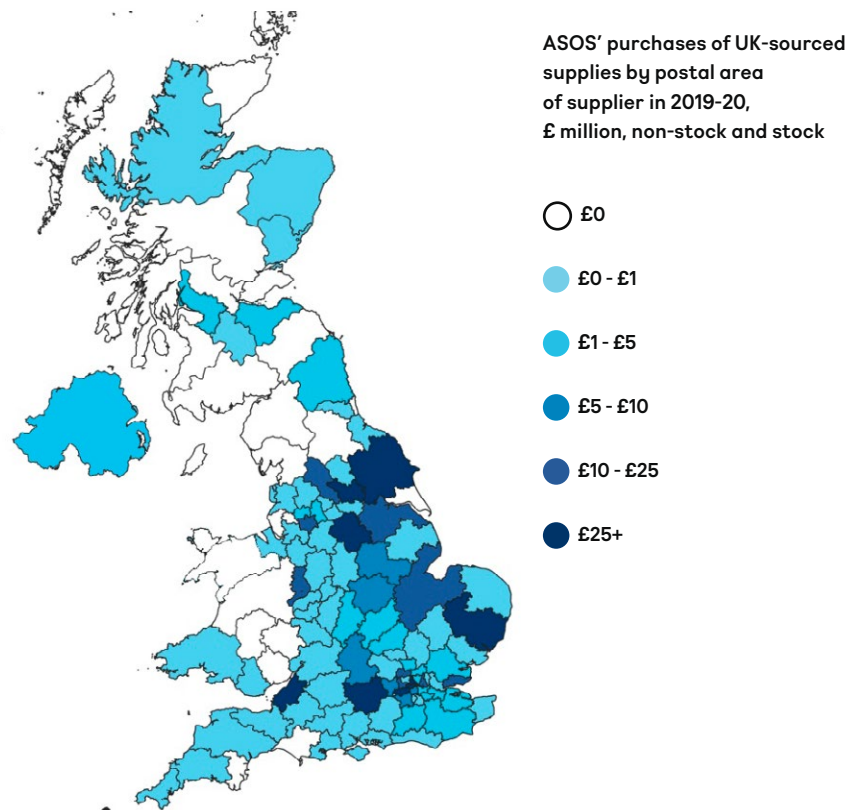 ASOS’ purchases of UK-sourced
supplies by postal area
of supplier in 2019-20,
£ million, non-stock and stock
£0
£0 - £1
£1 - £5
£5 - £10
£10 - £25
£25+